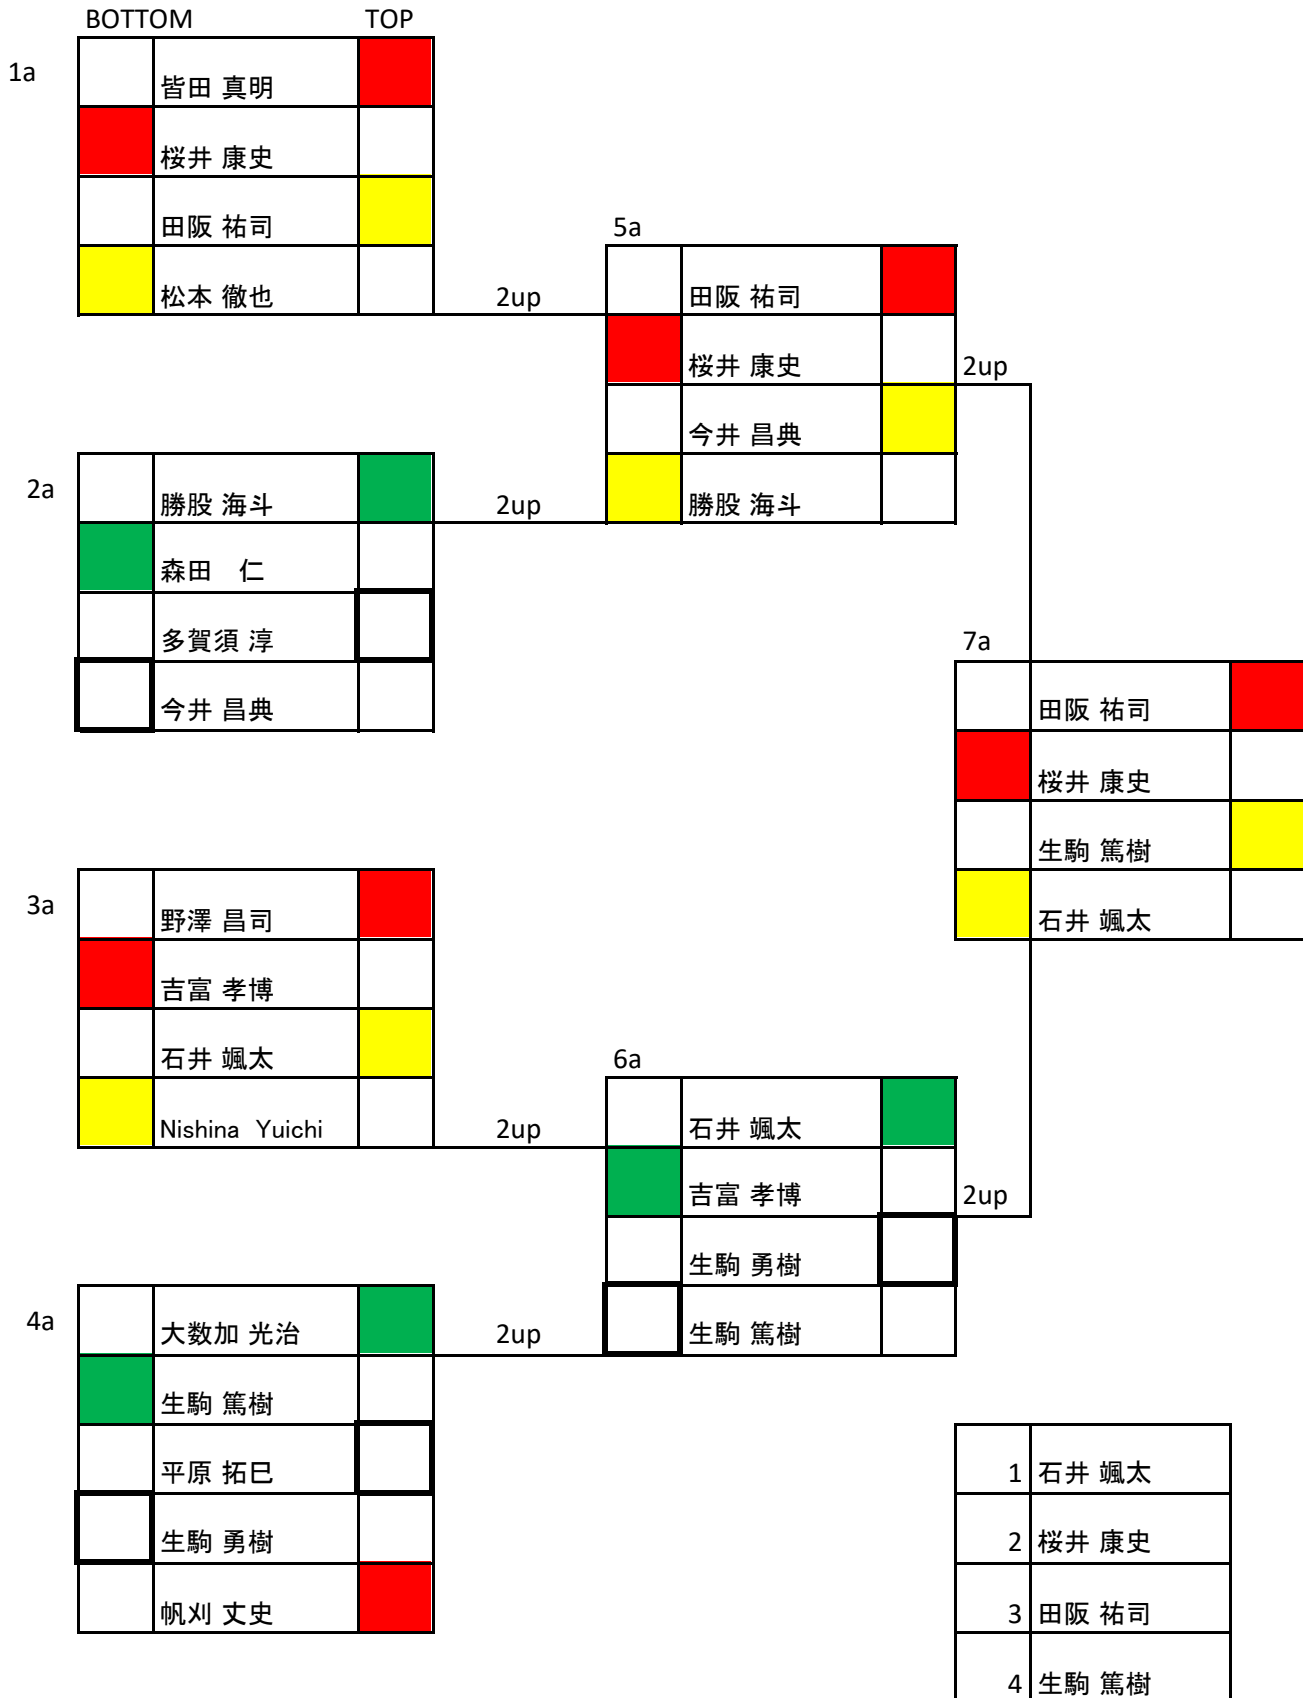 BOTTOM TOP
1a
皆田 真明
桜井 康史
田阪 祐司
松本 徹也
2up
2a
勝股 海斗
森田　仁
多賀須 淳
今井 昌典
2up
3a
野澤 昌司
吉富 孝博
石井 颯太
Nishina Yuichi
2up
4a
大数加 光治
生駒 篤樹
平原 拓巳
生駒 勇樹
帆刈 丈史
2up
5a
田阪 祐司
桜井 康史
今井 昌典
勝股 海斗
2up
6a
石井 颯太
吉富 孝博
生駒 勇樹
生駒 篤樹
2up
7a
田阪 祐司
桜井 康史
生駒 篤樹
石井 颯太
1 石井 颯太
2 桜井 康史
3 田阪 祐司
4 生駒 篤樹